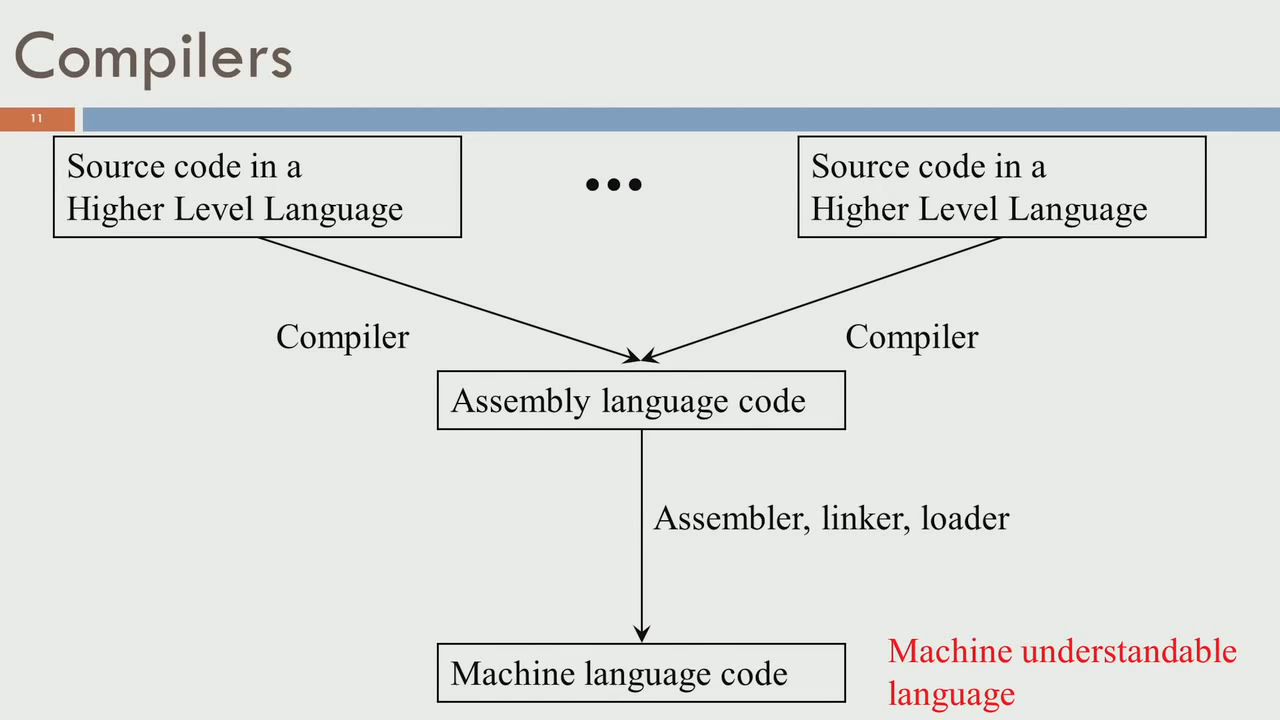 Compilers
11
Source code in a
Higher Level Language
Source code in a
Higher Level Language
Compiler
Compiler
Assembly language code
Assembler, linker, loader
Machine language code
Machine understandable
language